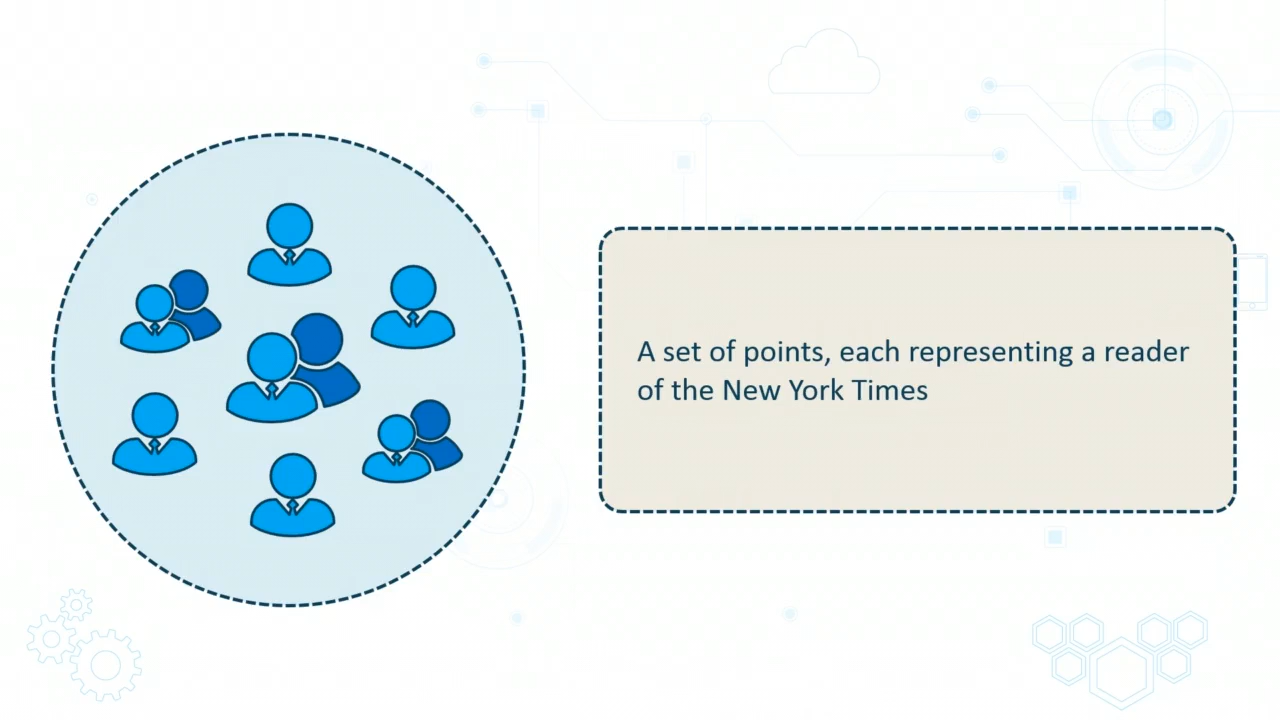 A set of points, each representing a reader
of the New York Times